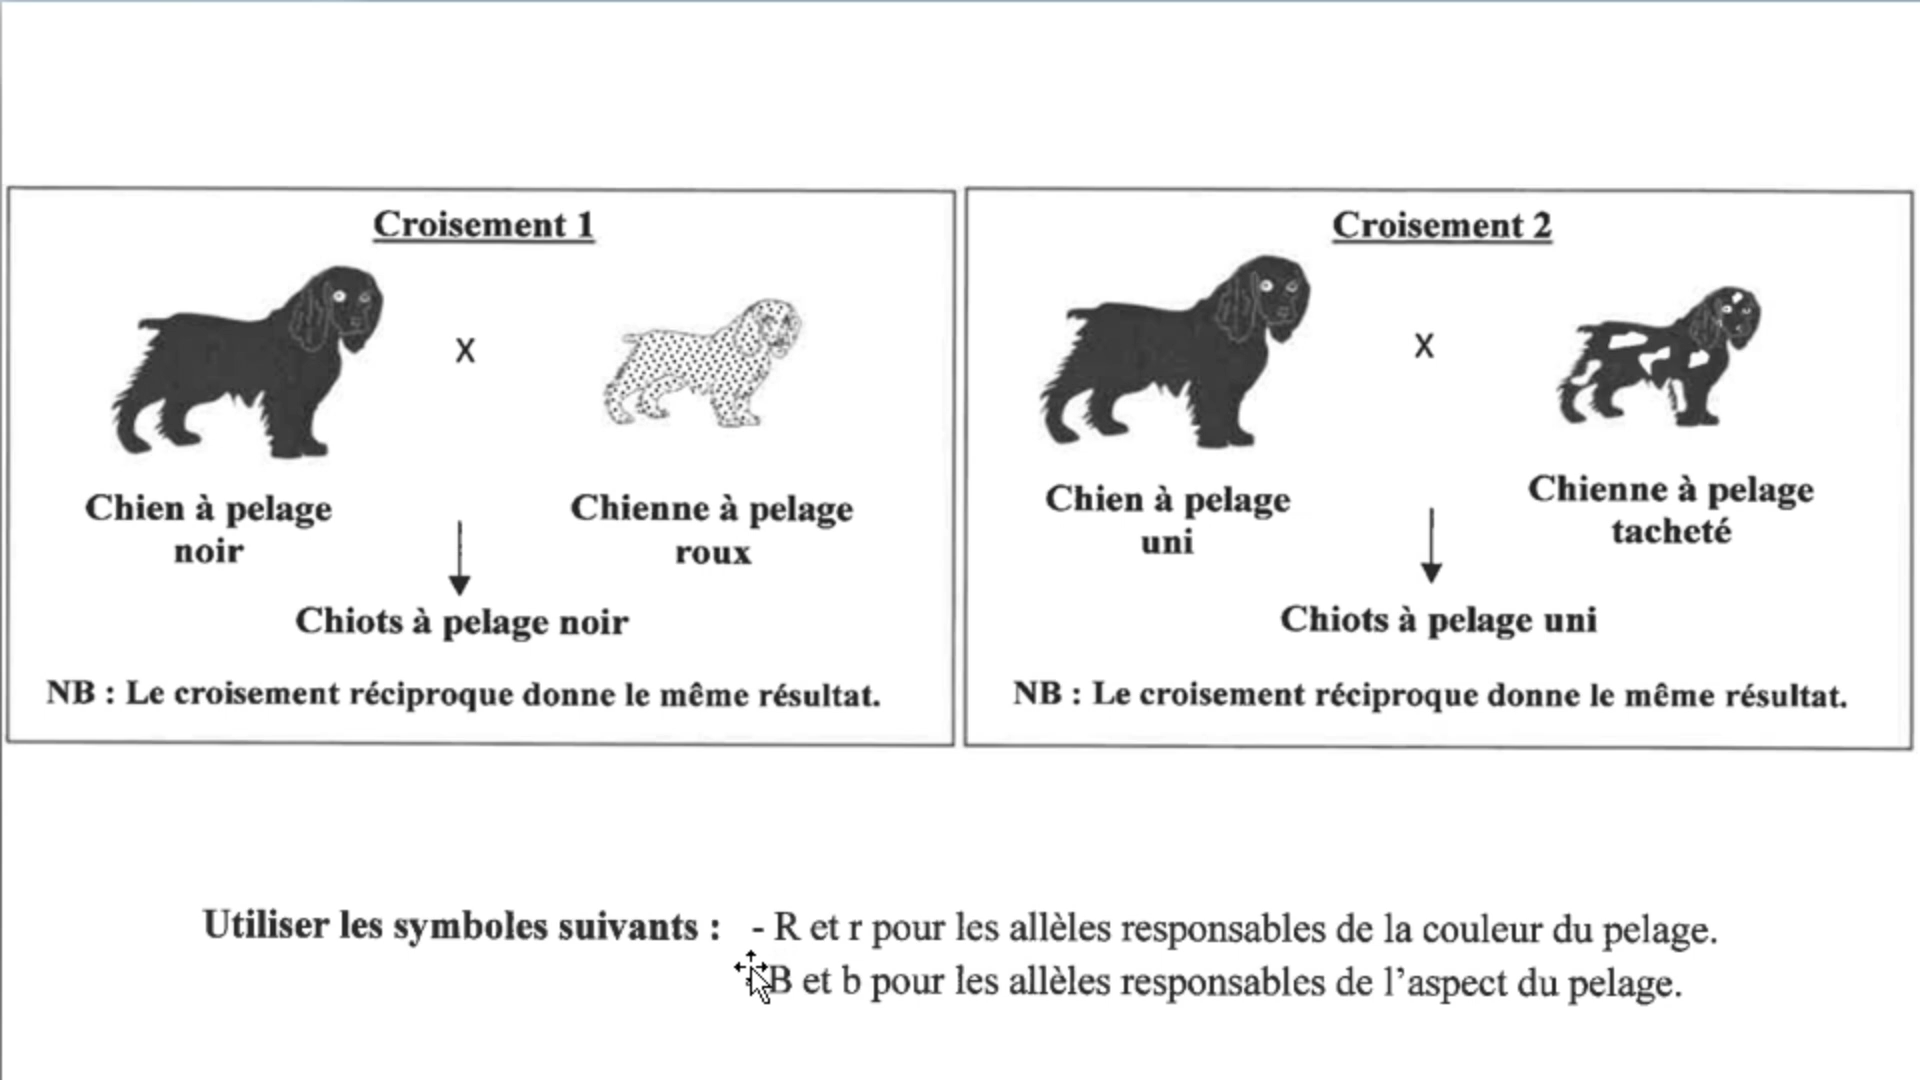 Croisement 1
X
Chien à pelage
noir
Chienne à pelage
roux
Chiots à pelage noir
NB : Le croisement réciproque donne le même résultat.
Croisement 2
X
Chien à pelage
uni
Chienne à pelage
tacheté
Chiots à pelage uni
NB : Le croisement réciproque donne le même résultat.
Utiliser les symboles suivants : - R et r pour les allèles responsables de la couleur du pelage.
B et b pour les allèles responsables de l'aspect du pelage.